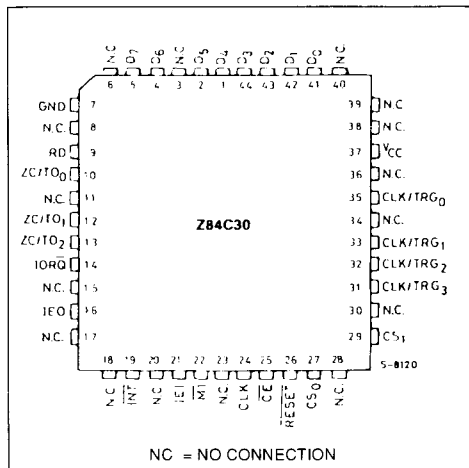 N.C. D7 D6 N.C D5 D4 D3 D2 D1 D0 N.C.
6 5 4 3 2 1 44 43 42 41 40
GND 7
N.C. 8
RD 9
ZC/TO0 10
N.C. 11
ZC/TO1 12
ZC/TO2 13
IORQ 14
N.C. 15
IEO 16
N.C. 17
Z84C30
39 N.C
38 N.C.
37 VCC
36 N.C.
35 CLK/TRG0
34 N.C.
33 CLK/TRG1
32 CLK/TRG2
31 CLK/TRG3
30 N.C.
29 CS1
S-8120
18 19 20 21 22 23 24 25 26 27 28
N.C INT N.C IEI M1 N.C CLK CE RESET CS0 N.C.
NC = NO CONNECTION